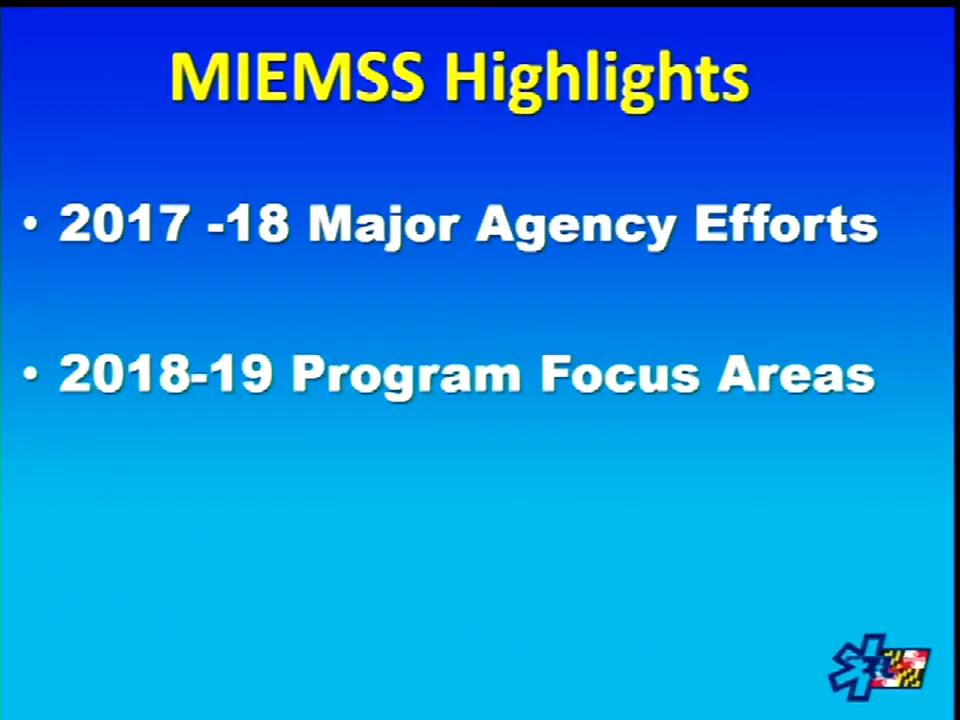 MIEMSS Highlights
• 2017 -18 Major Agency Efforts
• 2018-19 Program Focus Areas